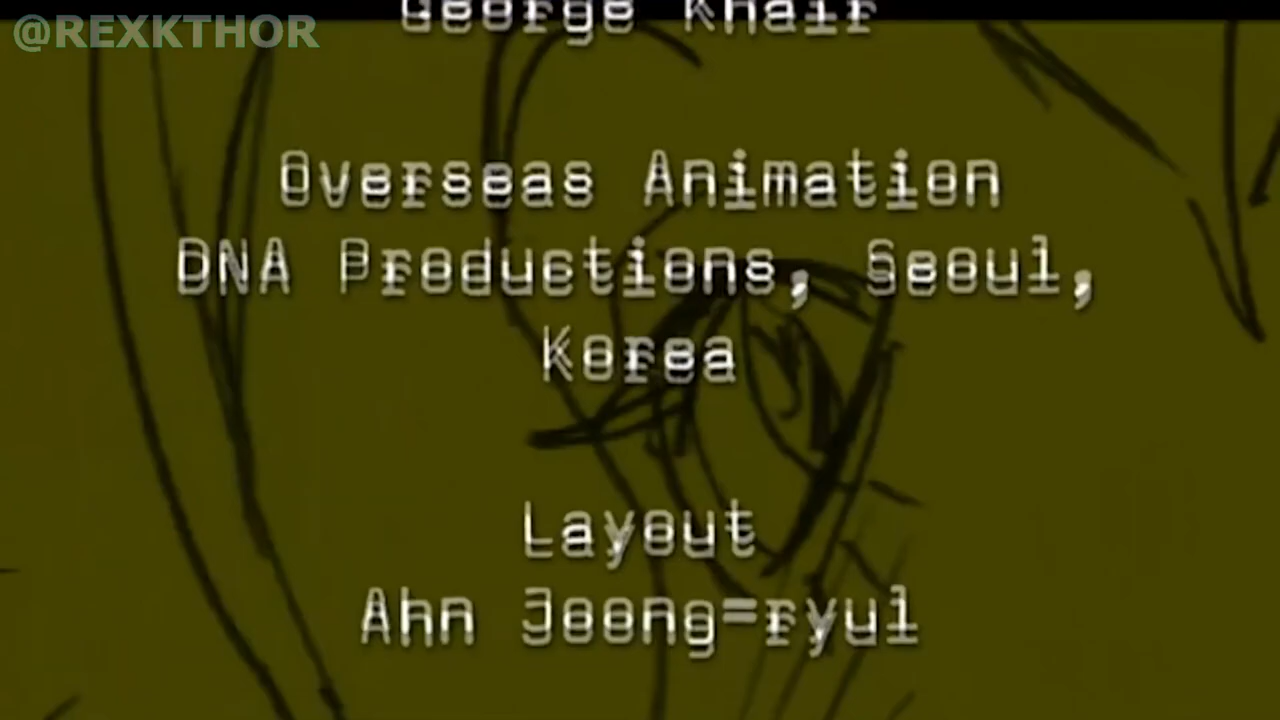 @REXKTHOR
George Khair
Overseas Animation
DNA Productions, Seoul,
Korea
Layout
Ahn Jeong-ryul